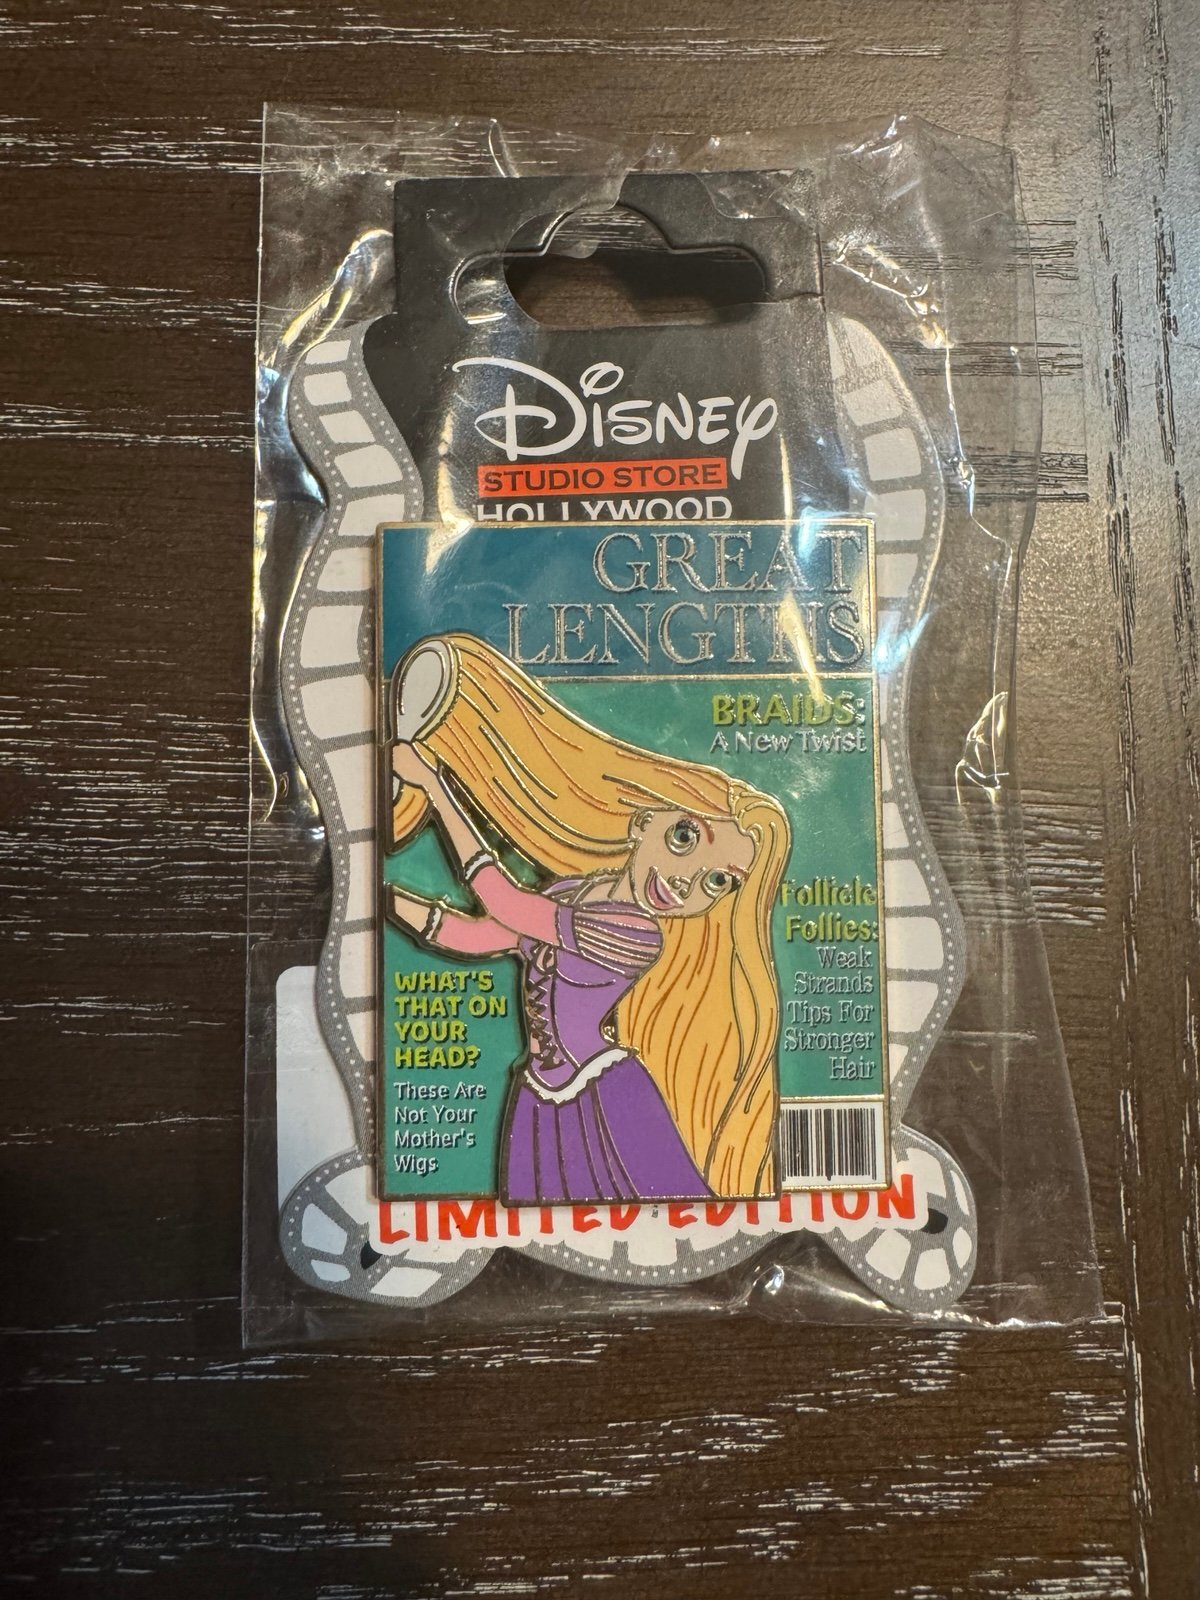 Disney
STUDIO STORE
HOLLYWOOD
GREAT
LENGTHS
BRAIDS:
A New Twist
Follicle
Follies:
Weak
Strands
Tips For
Stronger
Hair
WHAT'S
THAT ON
YOUR
HEAD?
These Are
Not Your
Mother's
Wigs
LIMITED EDITION